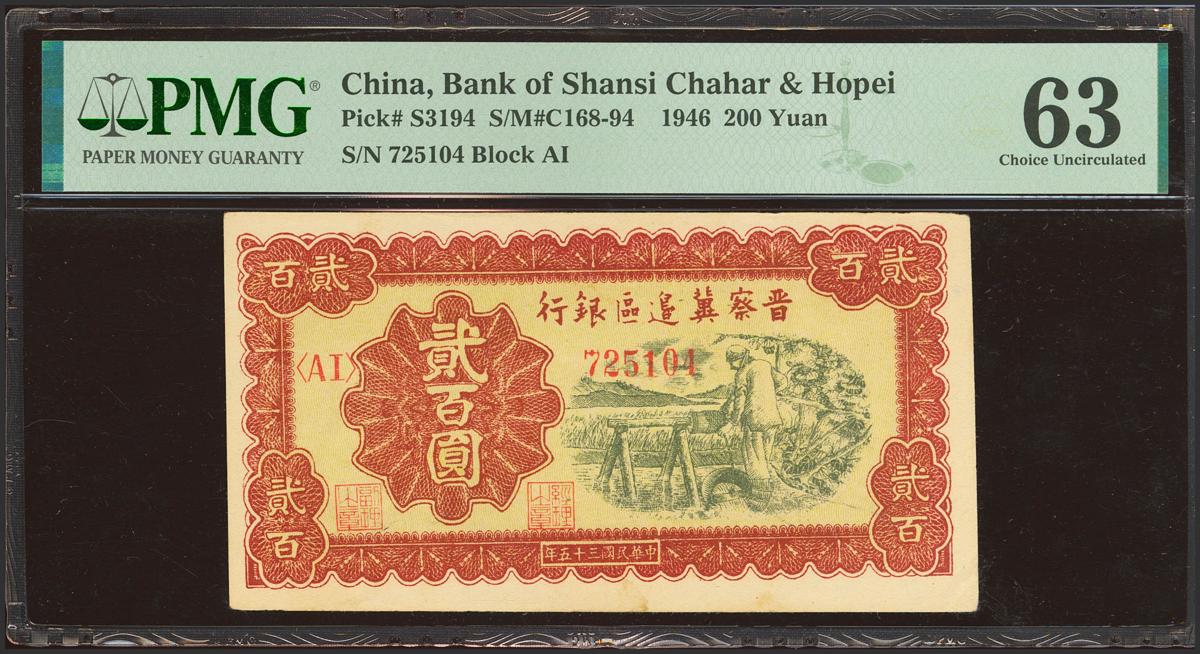 PMG®
PAPER MONEY GUARANTY
China, Bank of Shansi Chahar & Hopei
Pick# S3194 S/M#C168-94 1946 200 Yuan
S/N 725104 Block AI
63
Choice Uncirculated
貳百
貳百
晋察冀邉區銀行
〈AI〉
725104
貳百圓
貳百
貳百
中華民國三十五年